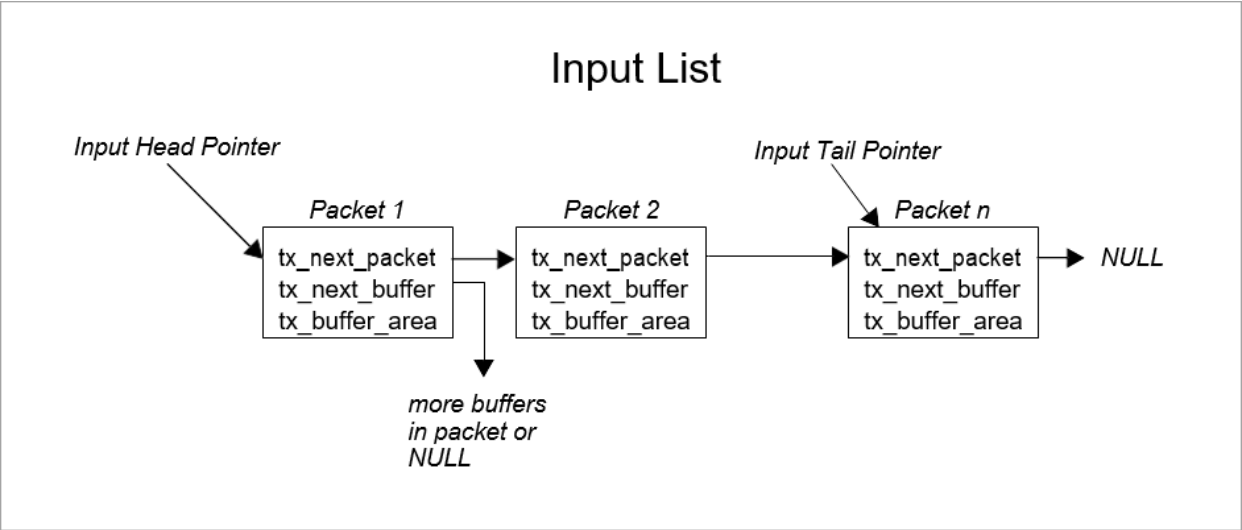 Input List
Input Head Pointer
Input Tail Pointer
Packet 1
Packet 2
Packet n
tx_next_packet
tx_next_buffer
tx_buffer_area
tx_next_packet
tx_next_buffer
tx_buffer_area
tx_next_packet
tx_next_buffer
tx_buffer_area
NULL
more buffers
in packet or
NULL